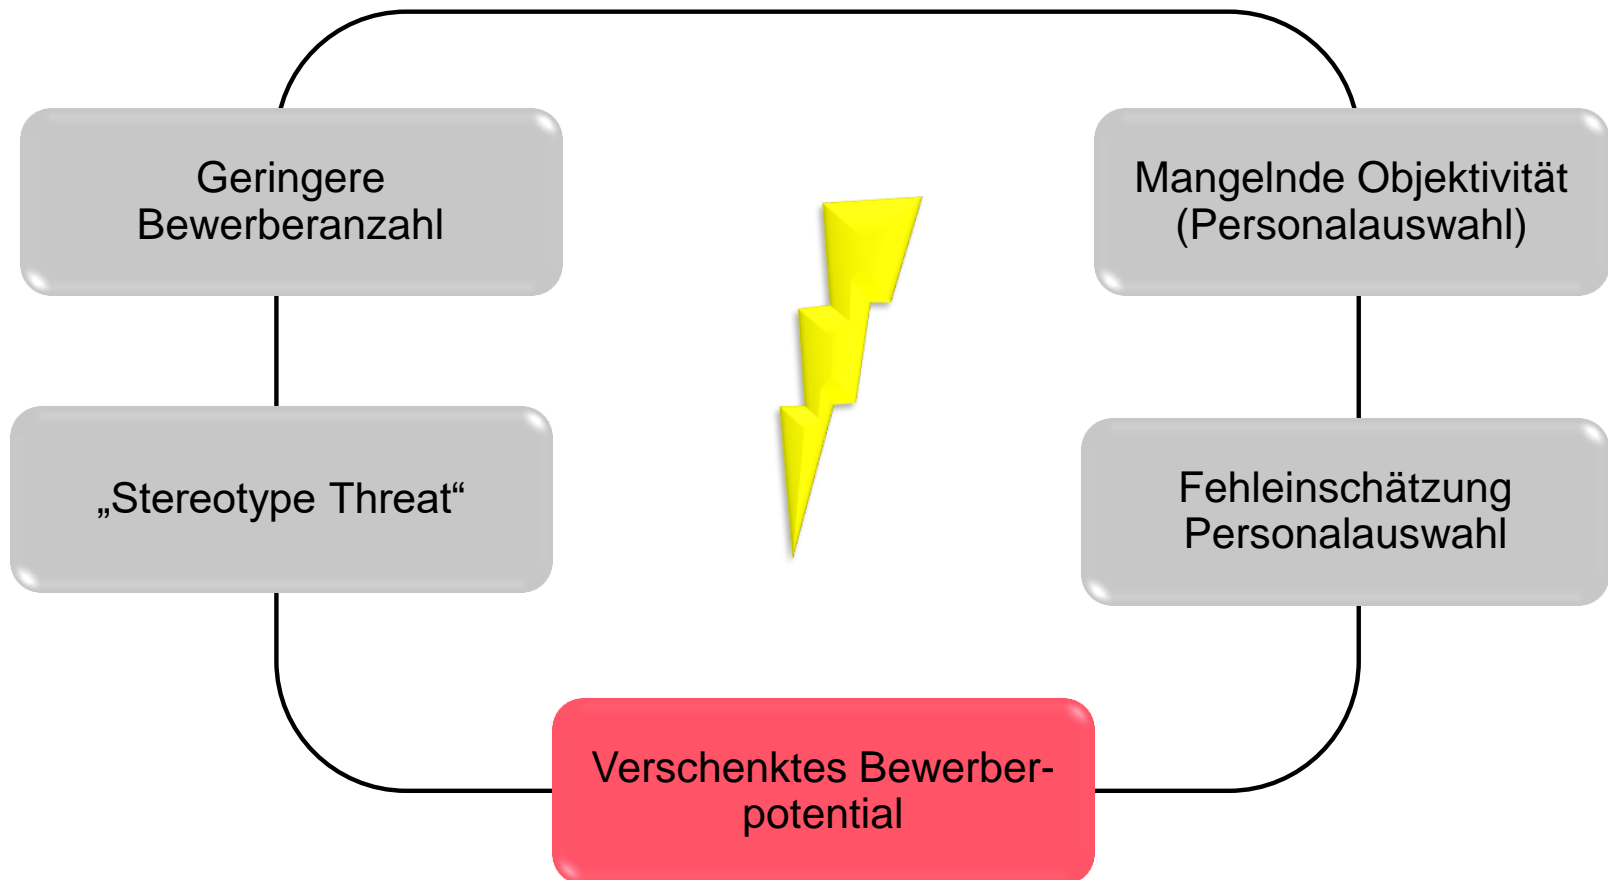 Geringere
Bewerberanzahl
Mangelnde Objektivität
(Personalauswahl)
„Stereotype Threat“
Fehleinschätzung
Personalauswahl
Verschenktes Bewerber-
potential